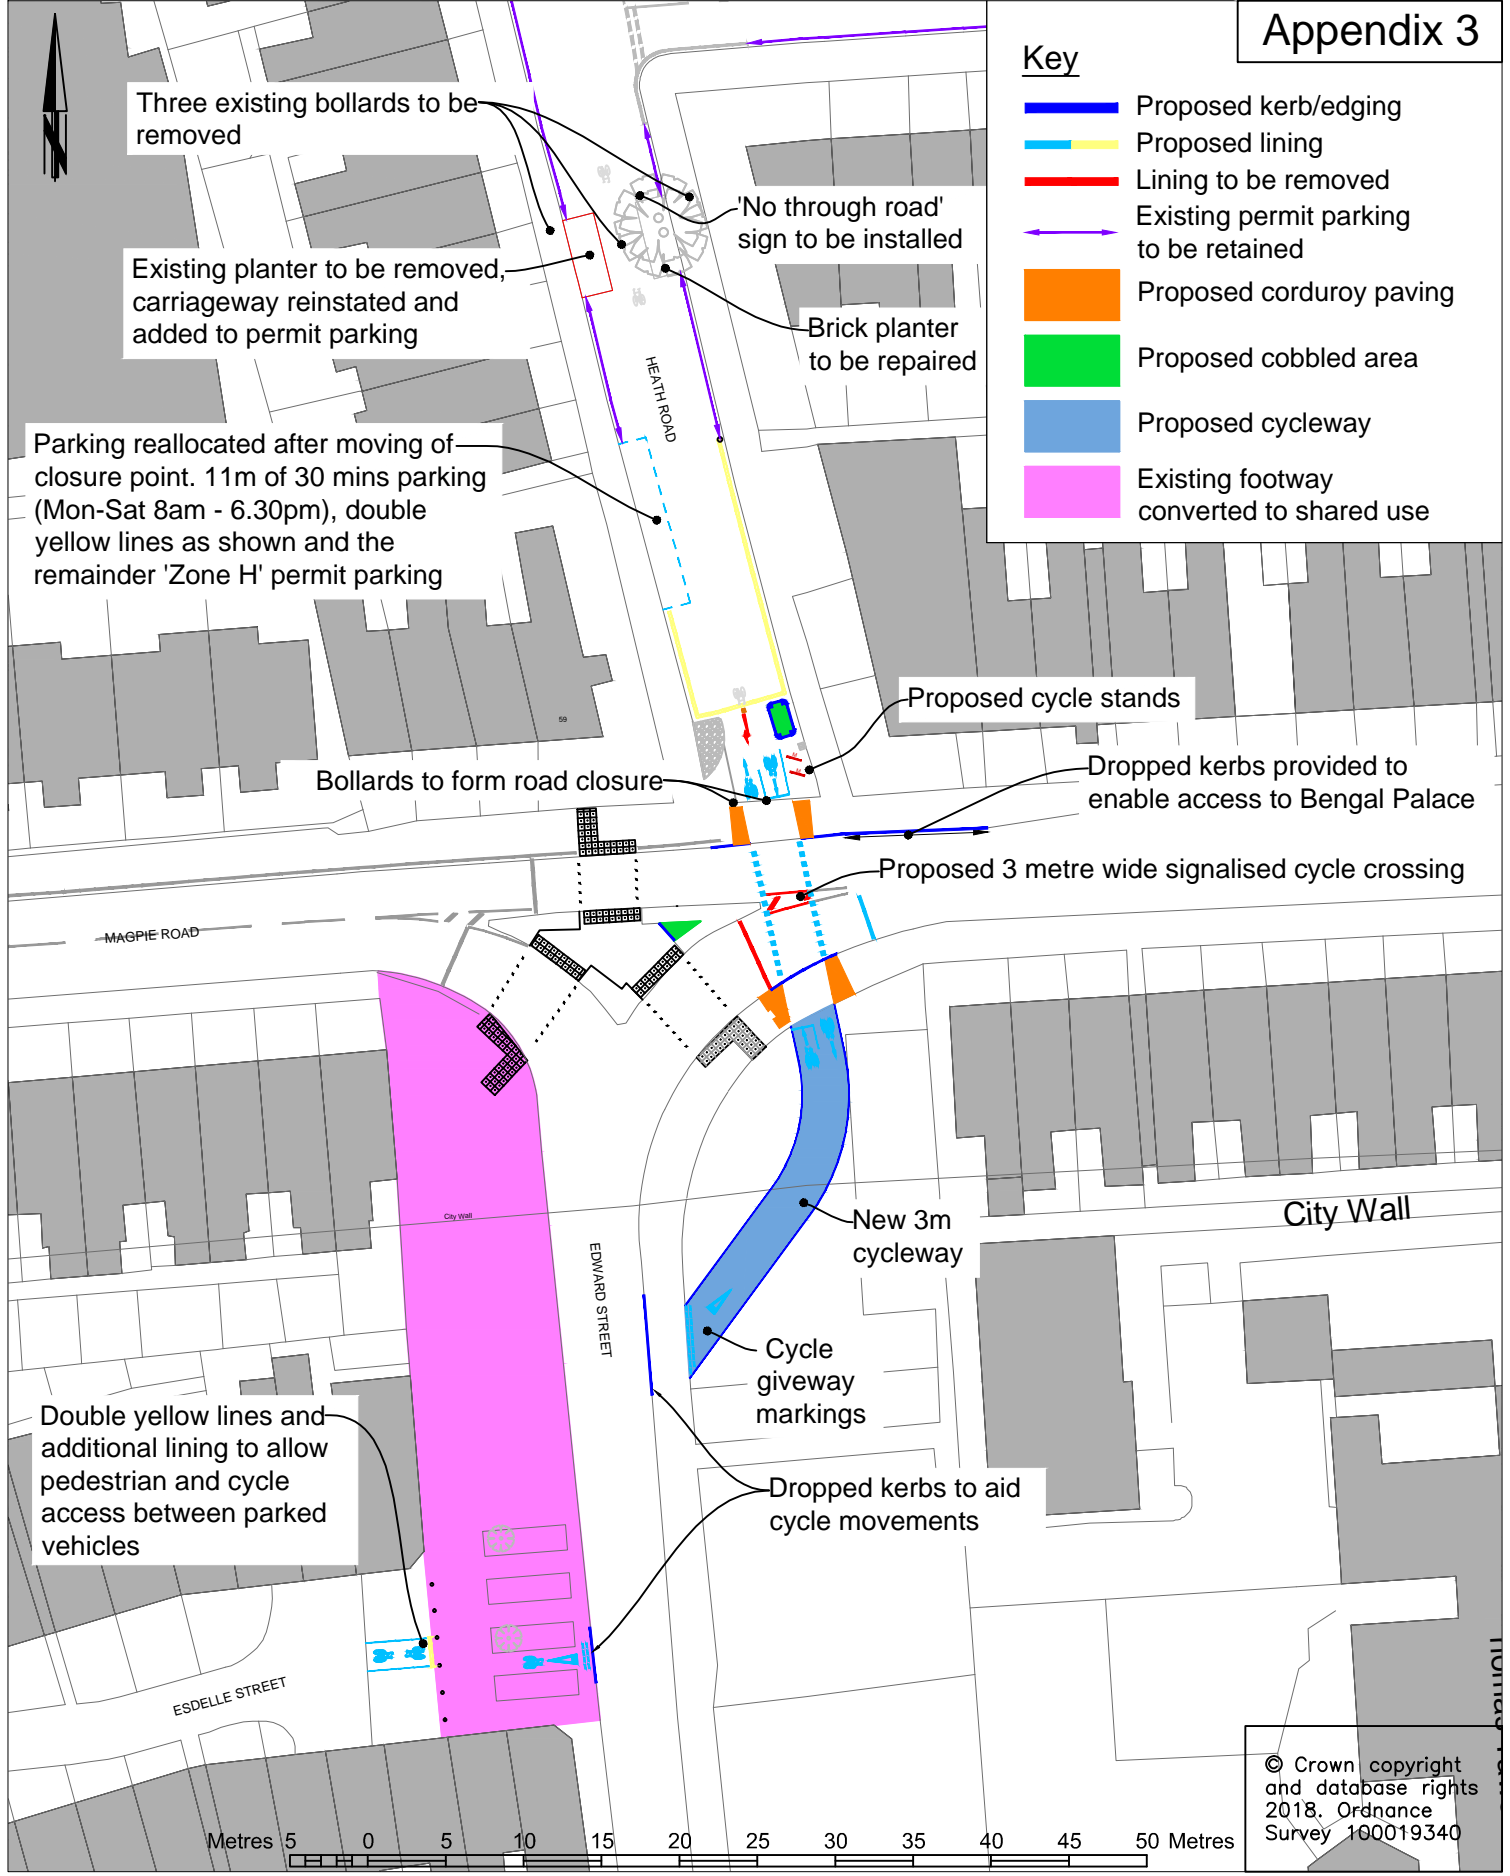 Appendix 3
Key
Proposed kerb/edging
Proposed lining
Lining to be removed
Existing permit parking
to be retained
Proposed corduroy paving
Proposed cobbled area
Proposed cycleway
Existing footway
converted to shared use
N
Three existing bollards to be
removed
'No through road'
sign to be installed
Existing planter to be removed,
carriageway reinstated and
added to permit parking
Brick planter
to be repaired
HEATH ROAD
Parking reallocated after moving of
closure point. 11m of 30 mins parking
(Mon-Sat 8am - 6.30pm), double
yellow lines as shown and the
remainder 'Zone H' permit parking
59
Proposed cycle stands
Bollards to form road closure
Dropped kerbs provided to
enable access to Bengal Palace
Proposed 3 metre wide signalised cycle crossing
MAGPIE ROAD
City Wall
City Wall
New 3m
cycleway
EDWARD STREET
Cycle
giveway
markings
Double yellow lines and
additional lining to allow
pedestrian and cycle
access between parked
vehicles
Dropped kerbs to aid
cycle movements
ESDELLE STREET
© Crown copyright
and database rights
2018. Ordnance
Survey 100019340
Metres 5 0 5 10 15 20 25 30 35 40 45 50 Metres